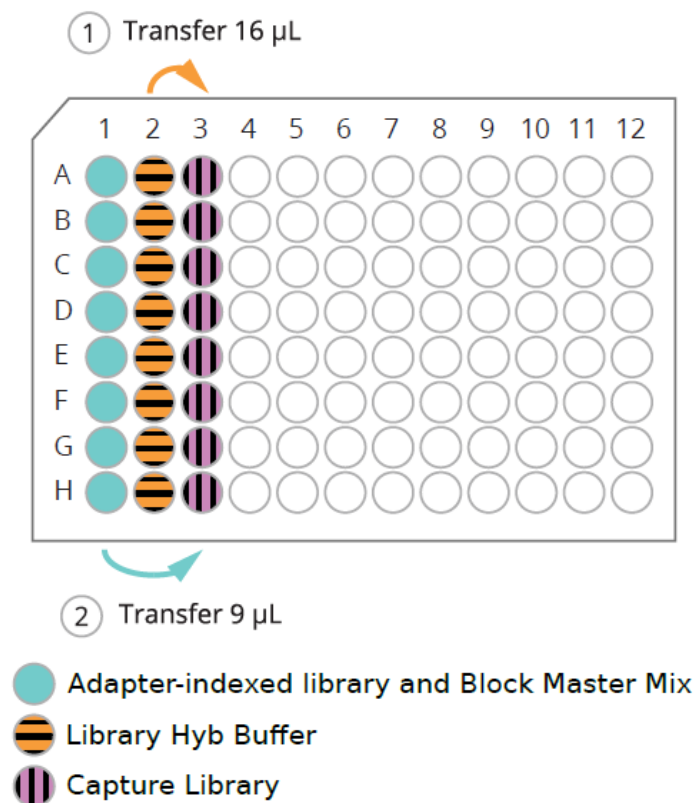 1 Transfer 16 µL
1 2 3 4 5 6 7 8 9 10 11 12
A
B
C
D
E
F
G
H
2 Transfer 9 µL
Adapter-indexed library and Block Master Mix
Library Hyb Buffer
Capture Library